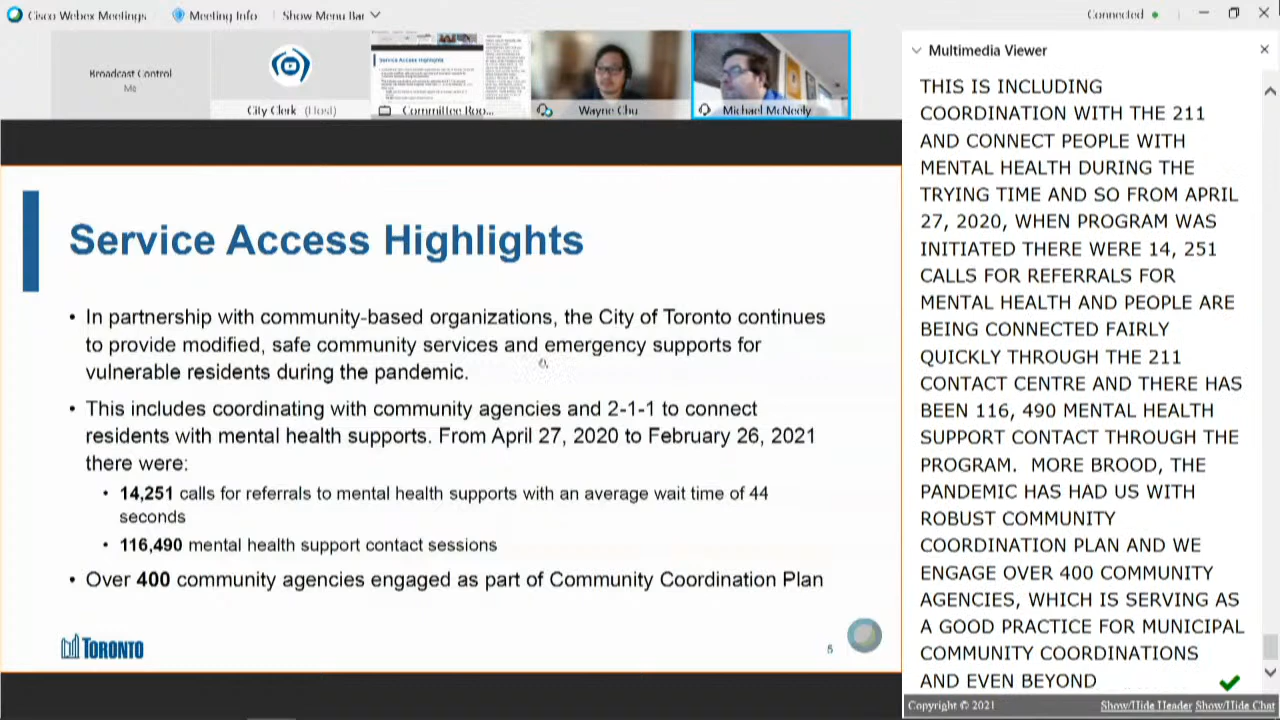 Cisco Webex Meetings
Meeting Info
Show Menu Bar
Connected
Broadcast Control
Me
City Clerk (Host)
Service Access Highlights
Committee Roo...
Wayne Chu
Michael McNeely
Service Access Highlights
• In partnership with community-based organizations, the City of Toronto continues
to provide modified, safe community services and emergency supports for
vulnerable residents during the pandemic.
• This includes coordinating with community agencies and 2-1-1 to connect
residents with mental health supports. From April 27, 2020 to February 26, 2021
there were:
• 14,251 calls for referrals to mental health supports with an average wait time of 44
seconds
• 116,490 mental health support contact sessions
• Over 400 community agencies engaged as part of Community Coordination Plan
TORONTO
5
Multimedia Viewer
THIS IS INCLUDING
COORDINATION WITH THE 211
AND CONNECT PEOPLE WITH
MENTAL HEALTH DURING THE
TRYING TIME AND SO FROM APRIL
27, 2020, WHEN PROGRAM WAS
INITIATED THERE WERE 14, 251
CALLS FOR REFERRALS FOR
MENTAL HEALTH AND PEOPLE ARE
BEING CONNECTED FAIRLY
QUICKLY THROUGH THE 211
CONTACT CENTRE AND THERE HAS
BEEN 116, 490 MENTAL HEALTH
SUPPORT CONTACT THROUGH THE
PROGRAM. MORE BROOD, THE
PANDEMIC HAS HAD US WITH
ROBUST COMMUNITY
COORDINATION PLAN AND WE
ENGAGE OVER 400 COMMUNITY
AGENCIES, WHICH IS SERVING AS
A GOOD PRACTICE FOR MUNICIPAL
COMMUNITY COORDINATIONS
AND EVEN BEYOND
Copyright © 2021
Show/Hide Header Show/Hide Chat